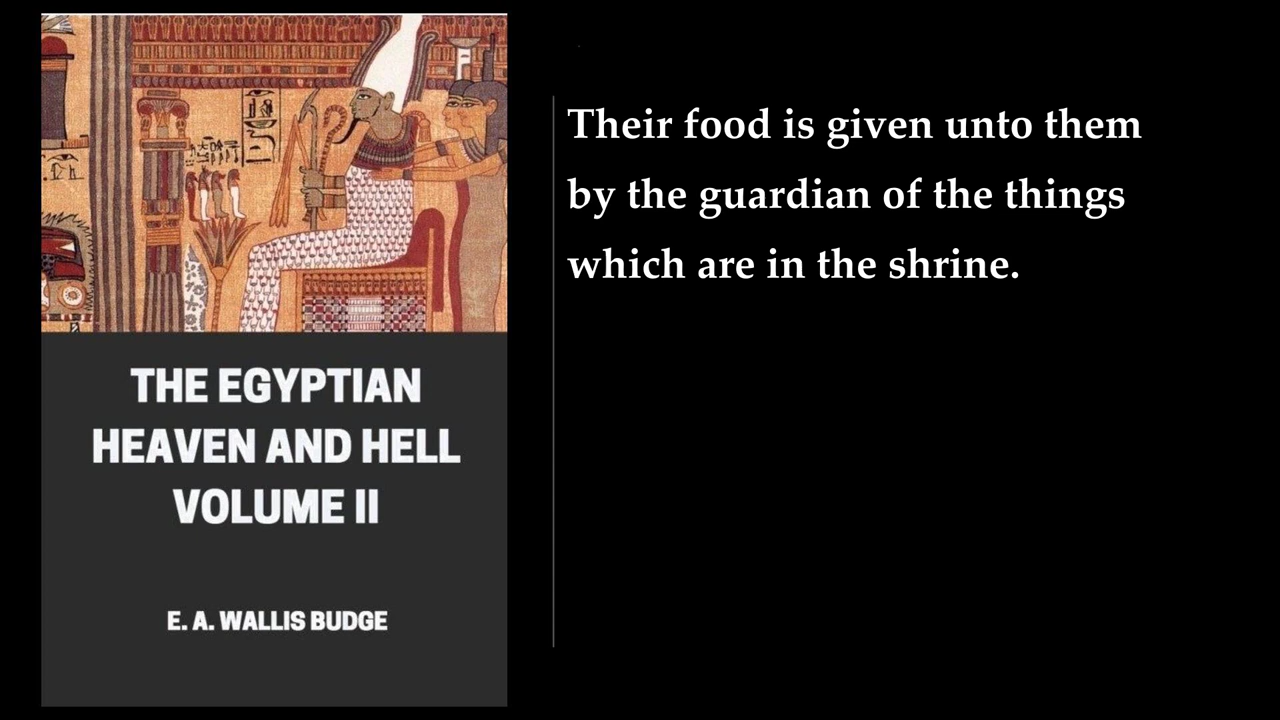 THE EGYPTIAN
HEAVEN AND HELL
VOLUME II
E. A. WALLIS BUDGE
Their food is given unto them
by the guardian of the things
which are in the shrine.